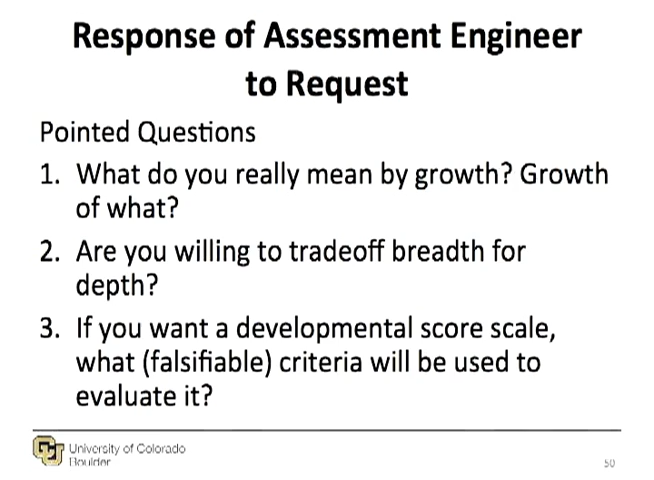 Response of Assessment Engineer
to Request
Pointed Questions
1. What do you really mean by growth? Growth
of what?
2. Are you willing to tradeoff breadth for
depth?
3. If you want a developmental score scale,
what (falsifiable) criteria will be used to
evaluate it?
University of Colorado
Boulder
50